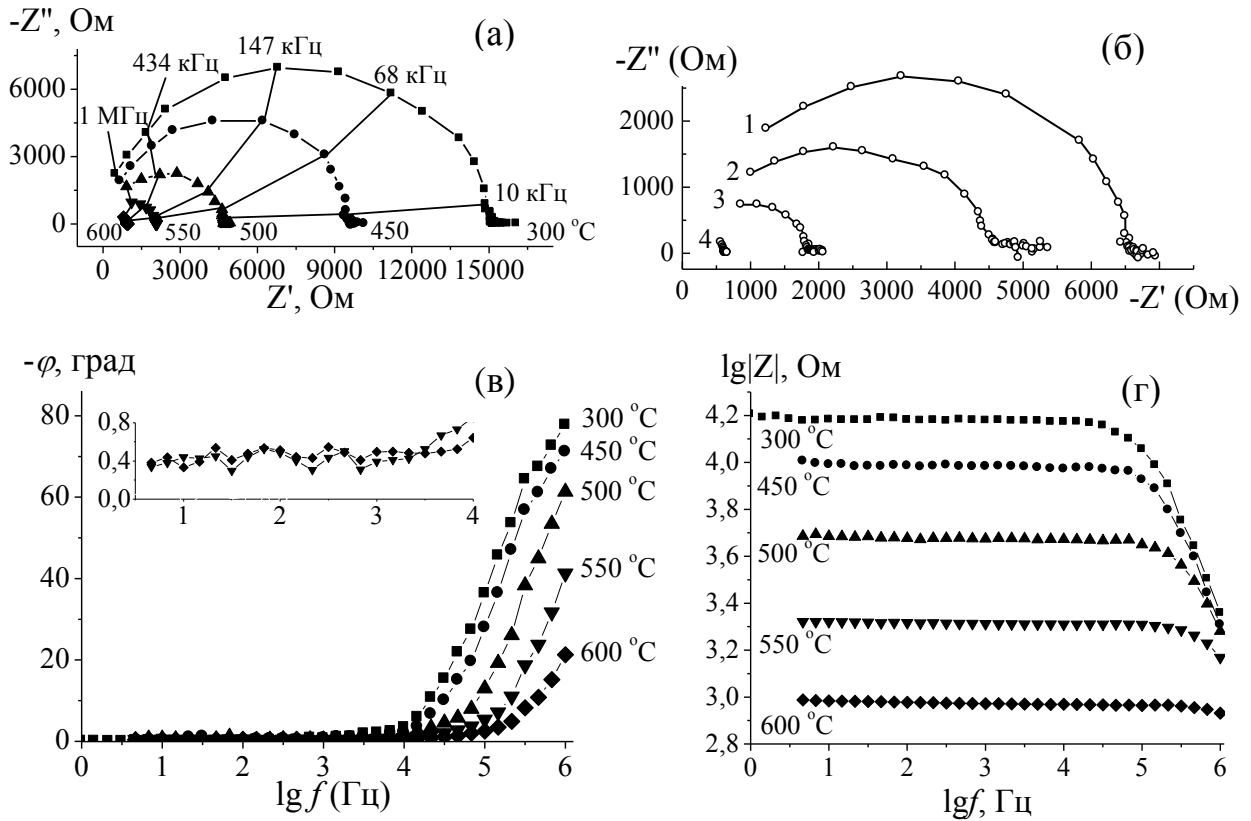 -Z'', Ом
(а)
147 кГц
434 кГц
68 кГц
1 МГц
10 кГц
6000
3000
0
600
550
500
450
300 °C
0 3000 6000 9000 12000 15000
Z', Ом
(б)
-Z'' (Ом)
2000
1000
0
1
2
3
4
0 1000 2000 3000 4000 5000 6000
-Z' (Ом)
-φ, град
(в)
80
60
40
20
0
0,8
0,4
0,0
1 2 3 4
300 °C
450 °C
500 °C
550 °C
600 °C
0 1 2 3 4 5 6
lg f (Гц)
lg|Z|, Ом
(г)
4,2
4,0
3,8
3,6
3,4
3,2
3,0
2,8
300 °C
450 °C
500 °C
550 °C
600 °C
0 1 2 3 4 5 6
lgf, Гц